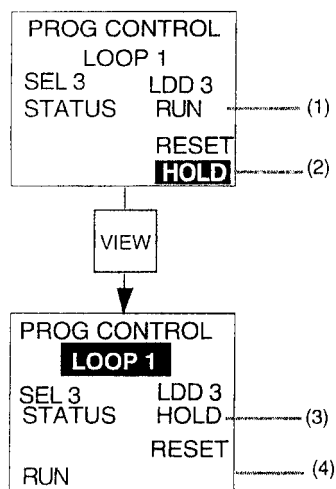 PROG CONTROL
LOOP 1
SEL 3 LDD 3
STATUS RUN (1)
RESET
HOLD (2)
VIEW
PROG CONTROL
LOOP 1
SEL 3 LDD 3
STATUS HOLD (3)
RESET
RUN (4)